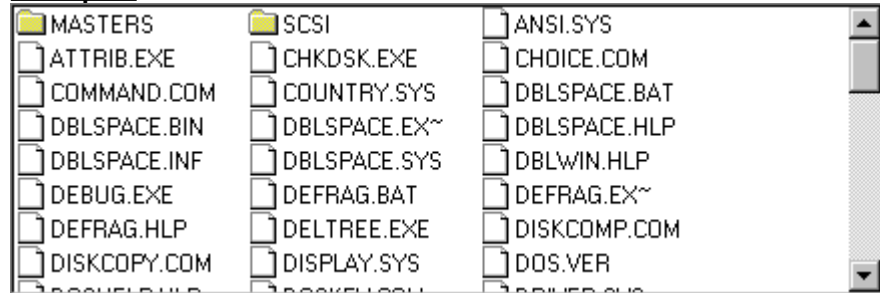 MASTERS SCSI ANSI.SYS
ATTRIB.EXE CHKDSK.EXE CHOICE.COM
COMMAND.COM COUNTRY.SYS DBLSPACE.BAT
DBLSPACE.BIN DBLSPACE.EX~ DBLSPACE.HLP
DBLSPACE.INF DBLSPACE.SYS DBLWIN.HLP
DEBUG.EXE DEFRAG.BAT DEFRAG.EX~
DEFRAG.HLP DELTREE.EXE DISKCOMP.COM
DISKCOPY.COM DISPLAY.SYS DOS.VER